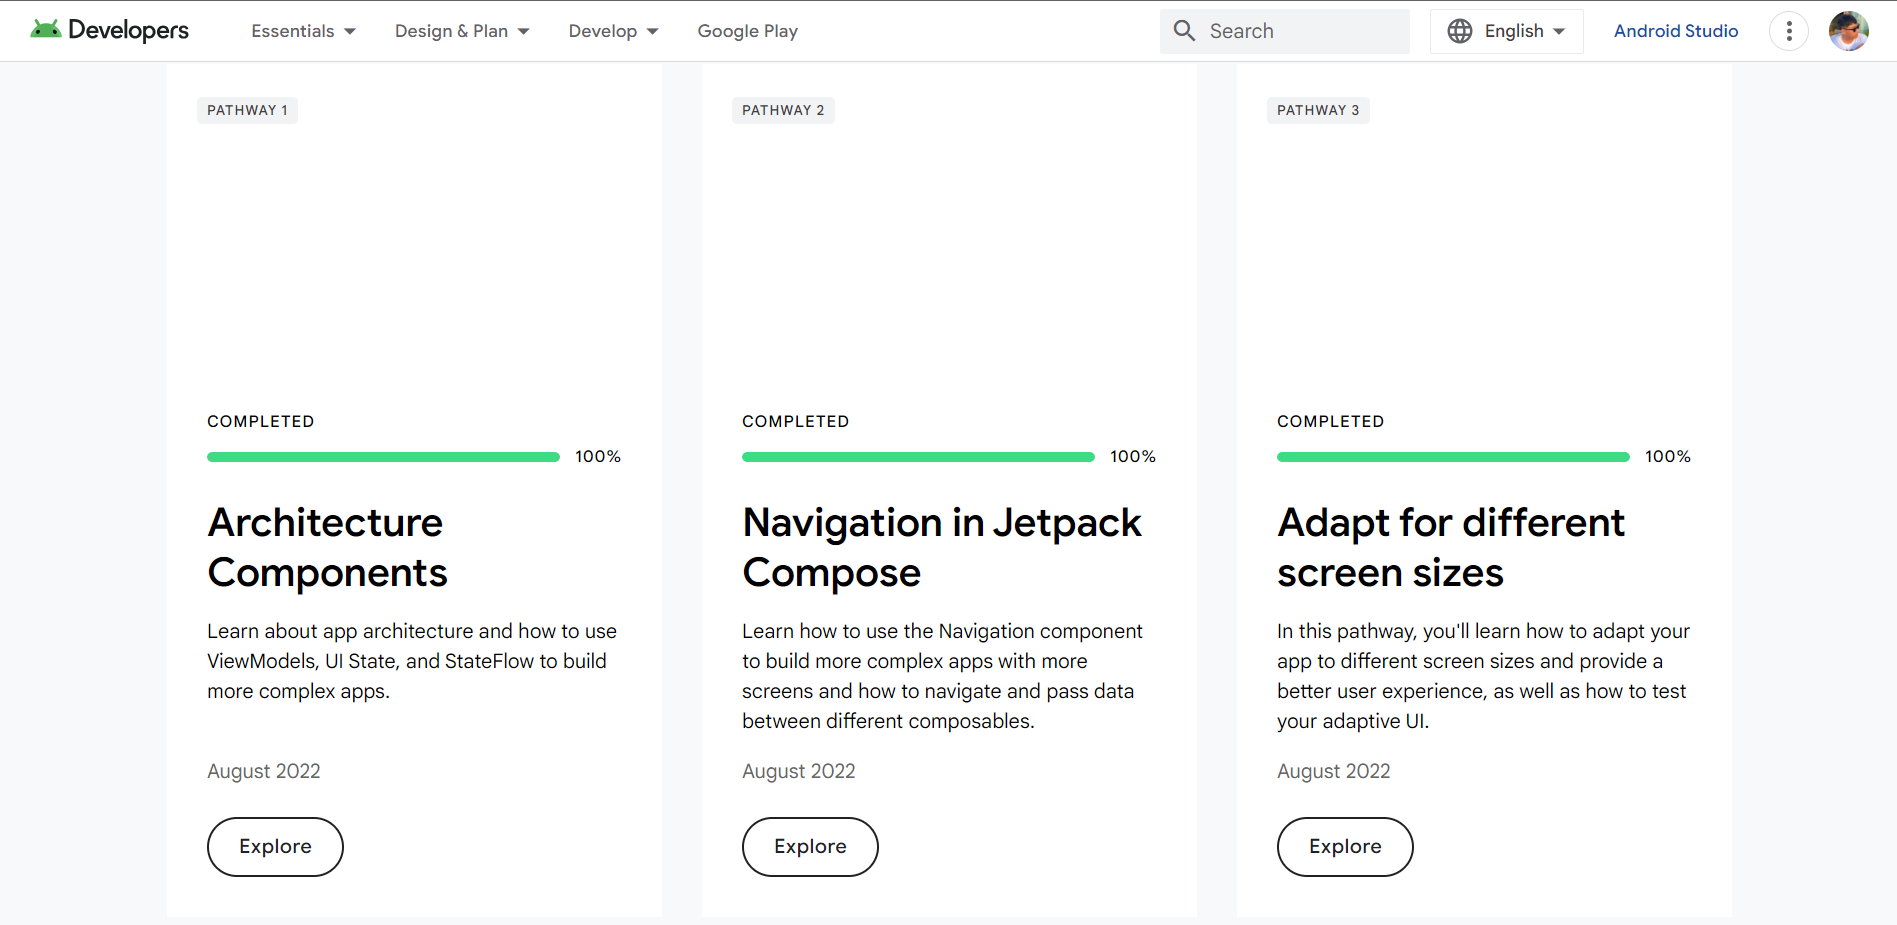 Developers
Essentials
Design & Plan
Develop
Google Play
Search
English
Android Studio
PATHWAY 1
COMPLETED
100%
Architecture
Components
Learn about app architecture and how to use
ViewModels, UI State, and StateFlow to build
more complex apps.
August 2022
Explore
PATHWAY 2
COMPLETED
100%
Navigation in Jetpack
Compose
Learn how to use the Navigation component
to build more complex apps with more
screens and how to navigate and pass data
between different composables.
August 2022
Explore
PATHWAY 3
COMPLETED
100%
Adapt for different
screen sizes
In this pathway, you'll learn how to adapt your
app to different screen sizes and provide a
better user experience, as well as how to test
your adaptive UI.
August 2022
Explore